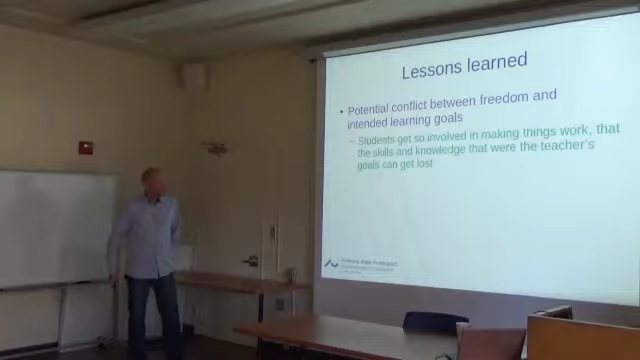 Lessons learned
• Potential conflict between freedom and
intended learning goals
– Students get so involved in making things work, that
the skills and knowledge that were the teacher's
goals can get lost